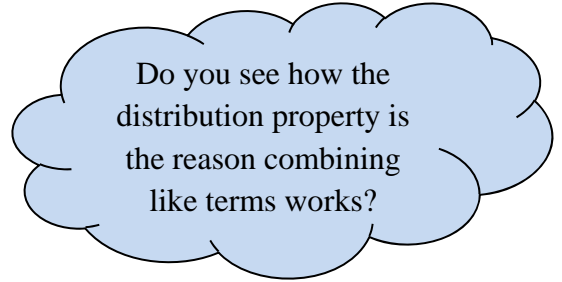 Do you see how the
distribution property is
the reason combining
like terms works?